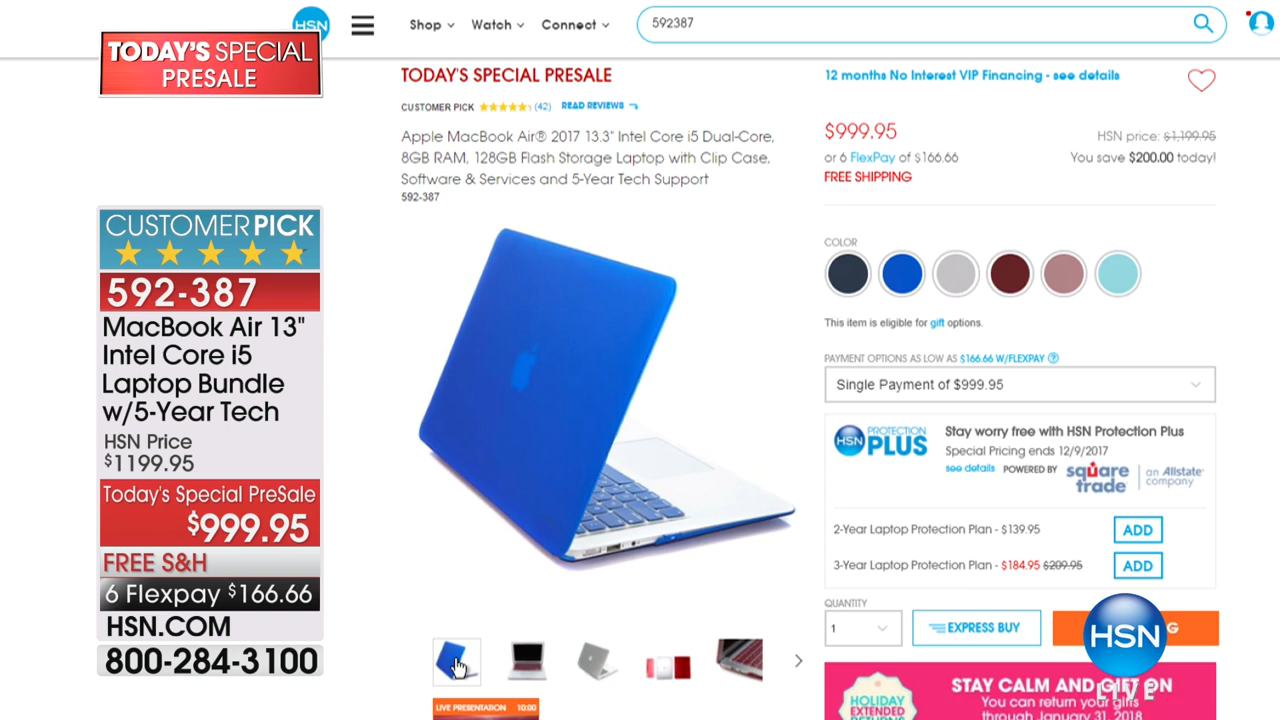 HSN
Shop
Watch
Connect
592387
TODAY'S SPECIAL
PRESALE
CUSTOMER PICK
592-387
MacBook Air 13"
Intel Core i5
Laptop Bundle
w/5-Year Tech
HSN Price
$1199.95
Today's Special PreSale
$999.95
FREE S&H
6 Flexpay $166.66
HSN.COM
800-284-3100
TODAY'S SPECIAL PRESALE
CUSTOMER PICK (42) READ REVIEWS
Apple MacBook Air® 2017 13.3" Intel Core i5 Dual-Core,
8GB RAM, 128GB Flash Storage Laptop with Clip Case,
Software & Services and 5-Year Tech Support
592-387
LIVE PRESENTATION 10:00
12 months No Interest VIP Financing - see details
$999.95
HSN price: $1,199.95
or 6 FlexPay of $166.66
You save $200.00 today!
FREE SHIPPING
COLOR
This item is eligible for gift options.
PAYMENT OPTIONS AS LOW AS $166.66 W/FLEXPAY ?
Single Payment of $999.95
HSN PROTECTION PLUS
Stay worry free with HSN Protection Plus
Special Pricing ends 12/9/2017
see details POWERED BY square trade | an Allstate company
2-Year Laptop Protection Plan - $139.95 ADD
3-Year Laptop Protection Plan - $184.95 $209.95 ADD
QUANTITY
1
EXPRESS BUY
HSN
LIVE
STAY CALM AND GIFT ON
You can return your gifts
through January 31, 2018
HOLIDAY
EXTENDED
RETURNS